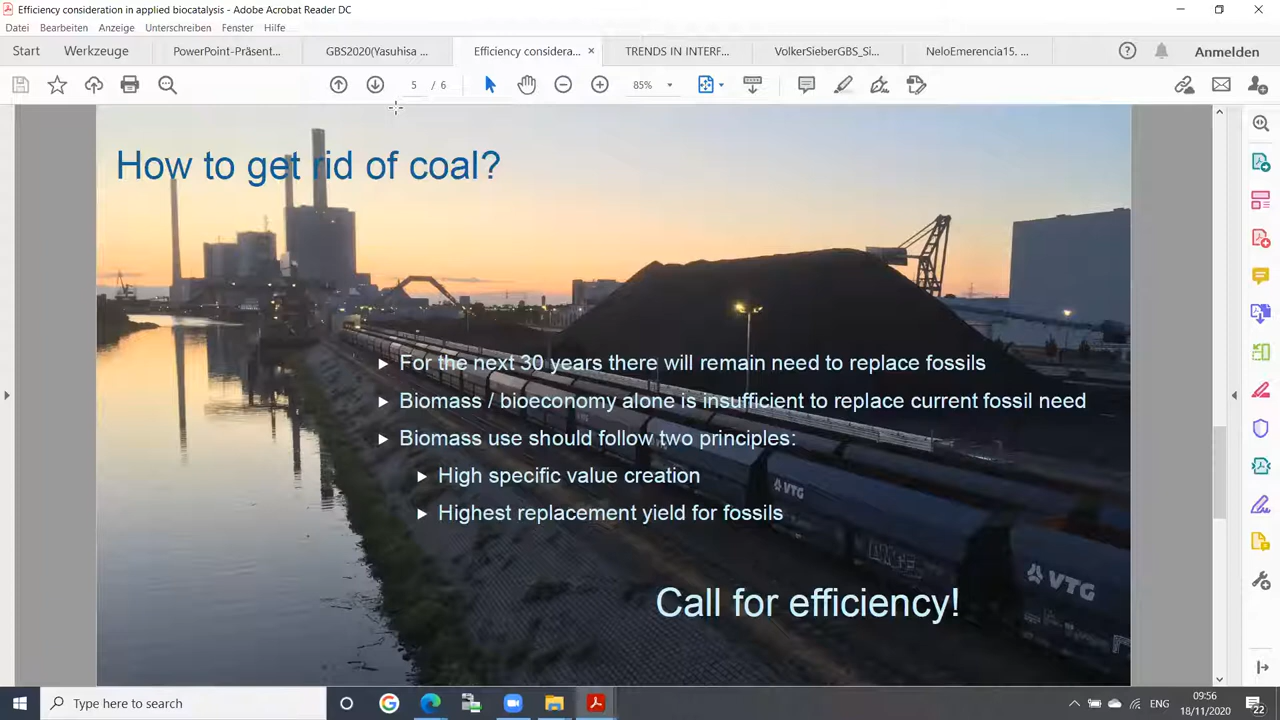 Efficiency consideration in applied biocatalysis - Adobe Acrobat Reader DC
Datei Bearbeiten Anzeige Unterschreiben Fenster Hilfe
Start Werkzeuge PowerPoint-Präsent... GBS2020(Yasuhisa ... Efficiency considera... × TRENDS IN INTERF... VolkerSieberGBS_Si... NeloEmerencia15. ... Anmelden
5 / 6 85%
How to get rid of coal?
For the next 30 years there will remain need to replace fossils
Biomass / bioeconomy alone is insufficient to replace current fossil need
Biomass use should follow two principles:
High specific value creation
Highest replacement yield for fossils
VTG
VTG
Call for efficiency!
Type here to search
ENG
09:56
18/11/2020
22